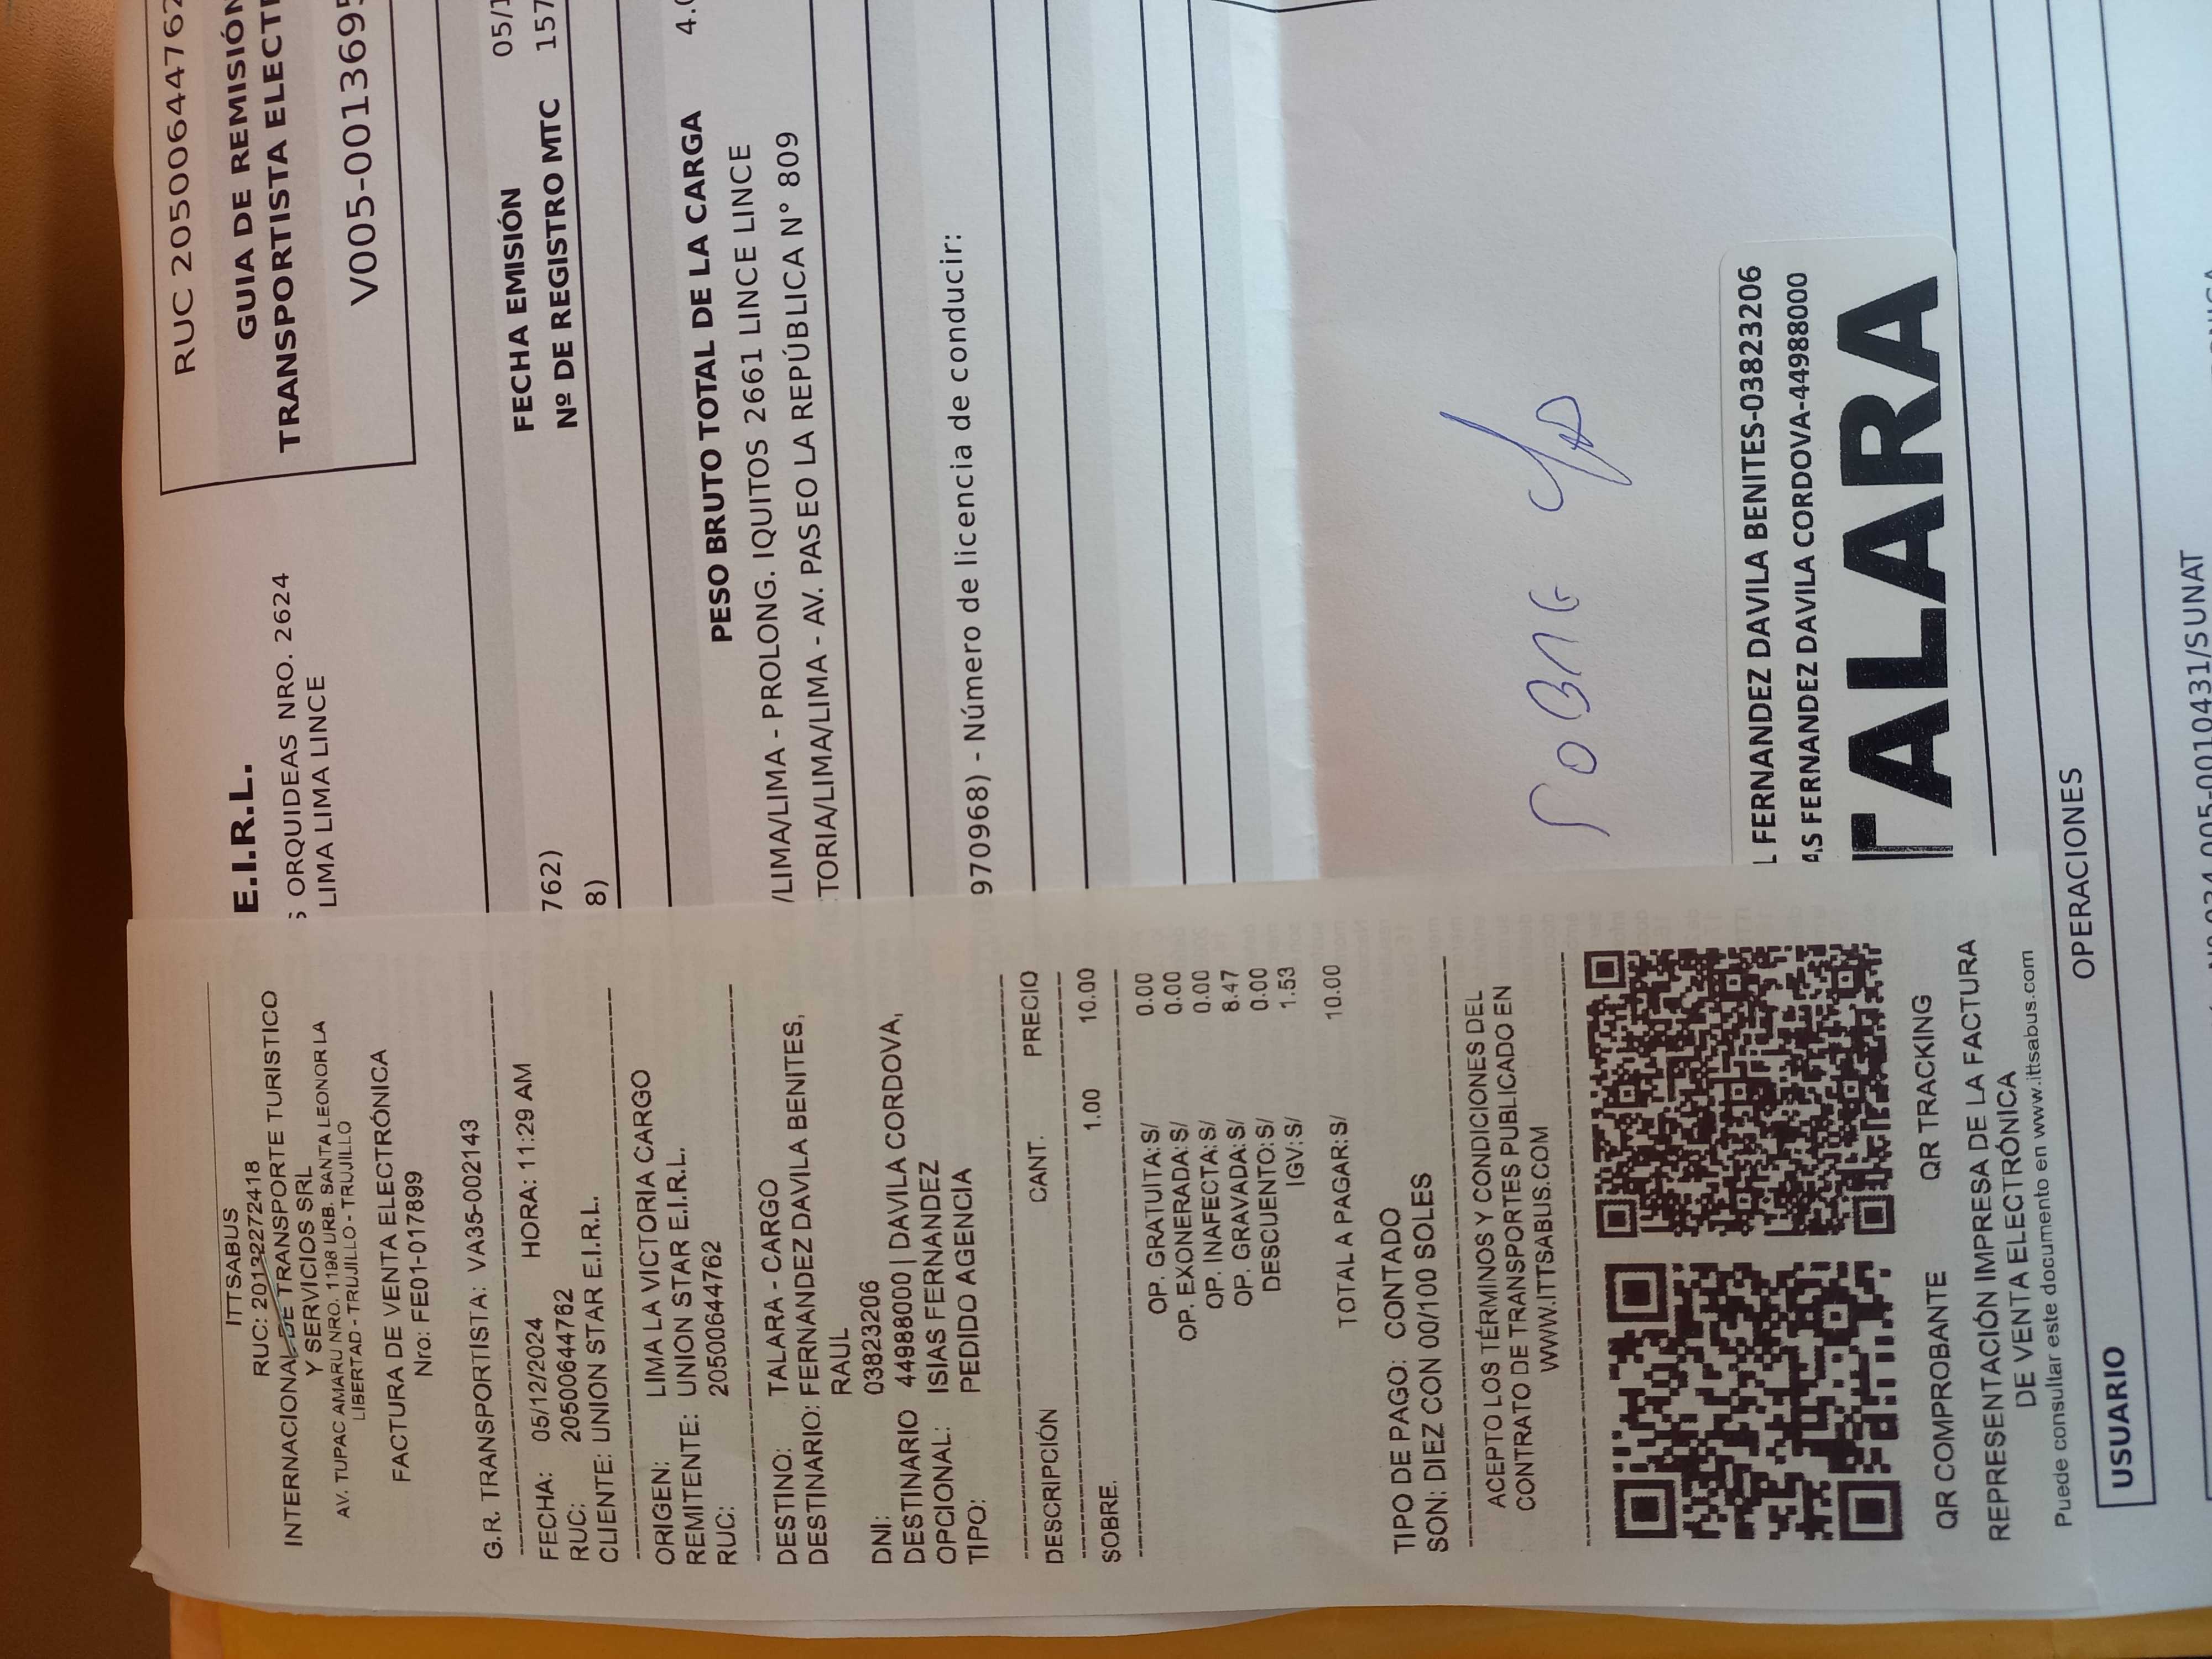 ITTSABUS
RUC: 20132272418
INTERNACIONAL DE TRANSPORTE TURISTICO
Y SERVICIOS SRL
AV. TUPAC AMARU NRO. 1198 URB. SANTA LEONOR LA
LIBERTAD - TRUJILLO - TRUJILLO
FACTURA DE VENTA ELECTRÓNICA
Nro: FE01-017899
G.R. TRANSPORTISTA: VA35-002143
FECHA: 05/12/2024 HORA: 11:29 AM
RUC: 20500644762
CLIENTE: UNION STAR E.I.R.L.
ORIGEN: LIMA LA VICTORIA CARGO
REMITENTE: UNION STAR E.I.R.L.
RUC: 20500644762
DESTINO: TALARA - CARGO
DESTINARIO: FERNANDEZ DAVILA BENITES,
RAUL
DNI: 03823206
DESTINARIO 44988000 | DAVILA CORDOVA,
OPCIONAL: ISIAS FERNANDEZ
TIPO: PEDIDO AGENCIA
DESCRIPCIÓN CANT. PRECIO
SOBRE. 1.00 10.00
OP. GRATUITA:S/ 0.00
OP. EXONERADA:S/ 0.00
OP. INAFECTA:S/ 0.00
OP. GRAVADA:S/ 8.47
DESCUENTO:S/ 0.00
IGV:S/ 1.53
TOTAL A PAGAR:S/ 10.00
TIPO DE PAGO: CONTADO
SON: DIEZ CON 00/100 SOLES
ACEPTO LOS TÉRMINOS Y CONDICIONES DEL
CONTRATO DE TRANSPORTES PUBLICADO EN
WWW.ITTSABUS.COM
QR COMPROBANTE QR TRACKING
REPRESENTACIÓN IMPRESA DE LA FACTURA
DE VENTA ELECTRÓNICA
Puede consultar este documento en www.ittsabus.com
E.I.R.L.
S ORQUIDEAS NRO. 2624
LIMA LIMA LINCE
RUC 20500644762
GUIA DE REMISIÓN
TRANSPORTISTA ELECT
V005-0013695
762) FECHA EMISIÓN 05/1
8) Nº DE REGISTRO MTC 157
PESO BRUTO TOTAL DE LA CARGA 4.0
/LIMA/LIMA - PROLONG. IQUITOS 2661 LINCE LINCE
TORIA/LIMA/LIMA - AV. PASEO LA REPÚBLICA N° 809
970968) - Número de licencia de conducir:
SOBRE
L FERNANDEZ DAVILA BENITES-03823206
AS FERNANDEZ DAVILA CORDOVA-44988000
TALARA
OPERACIONES
USUARIO
005-0010431/SUNAT